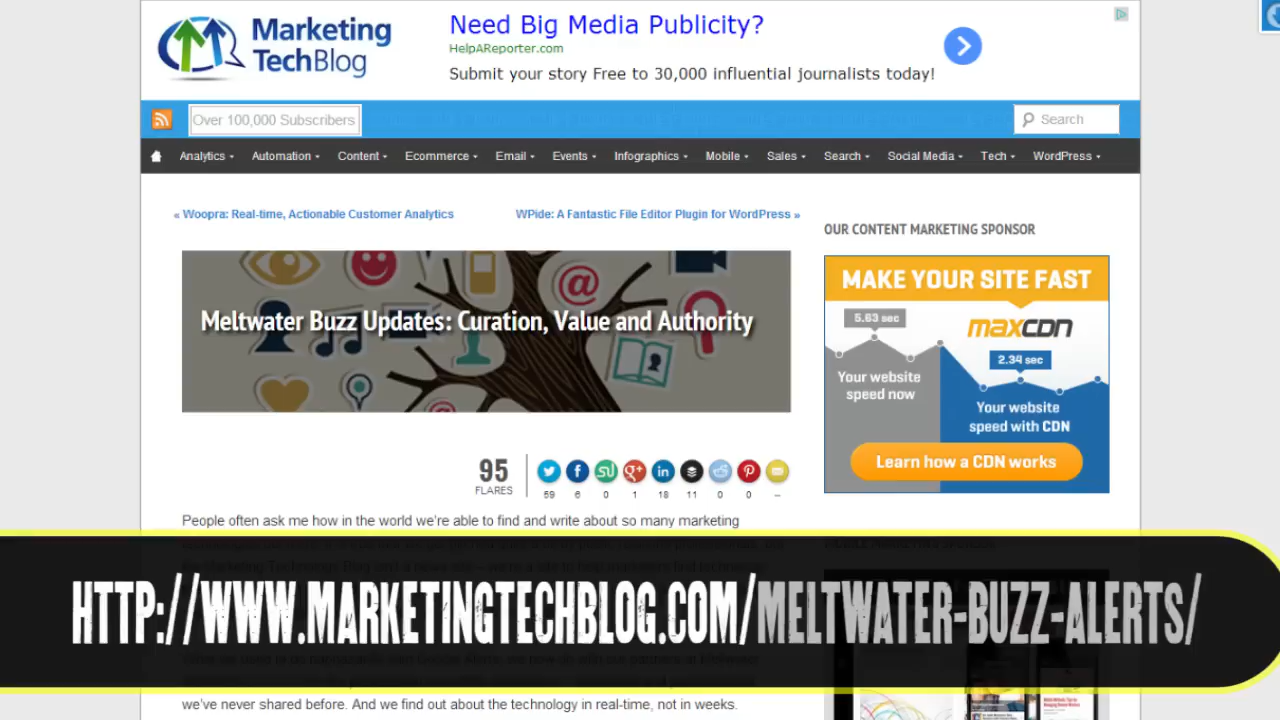 Marketing
TechBlog
Need Big Media Publicity?
HelpAReporter.com
Submit your story Free to 30,000 influential journalists today!
Over 100,000 Subscribers
Search
Analytics
Automation
Content
Ecommerce
Email
Events
Infographics
Mobile
Sales
Search
Social Media
Tech
WordPress
« Woopra: Real-time, Actionable Customer Analytics
WPide: A Fantastic File Editor Plugin for WordPress »
OUR CONTENT MARKETING SPONSOR
Meltwater Buzz Updates: Curation, Value and Authority
MAKE YOUR SITE FAST
5.63 sec
maxcdn
2.34 sec
Your website
speed now
Your website
speed with CDN
Learn how a CDN works
95
FLARES
59
6
0
1
18
11
0
0
--
People often ask me how in the world we're able to find and write about so many marketing
HTTP://WWW.MARKETINGTECHBLOG.COM/MELTWATER-BUZZ-ALERTS/
we've never shared before. And we find out about the technology in real-time, not in weeks.